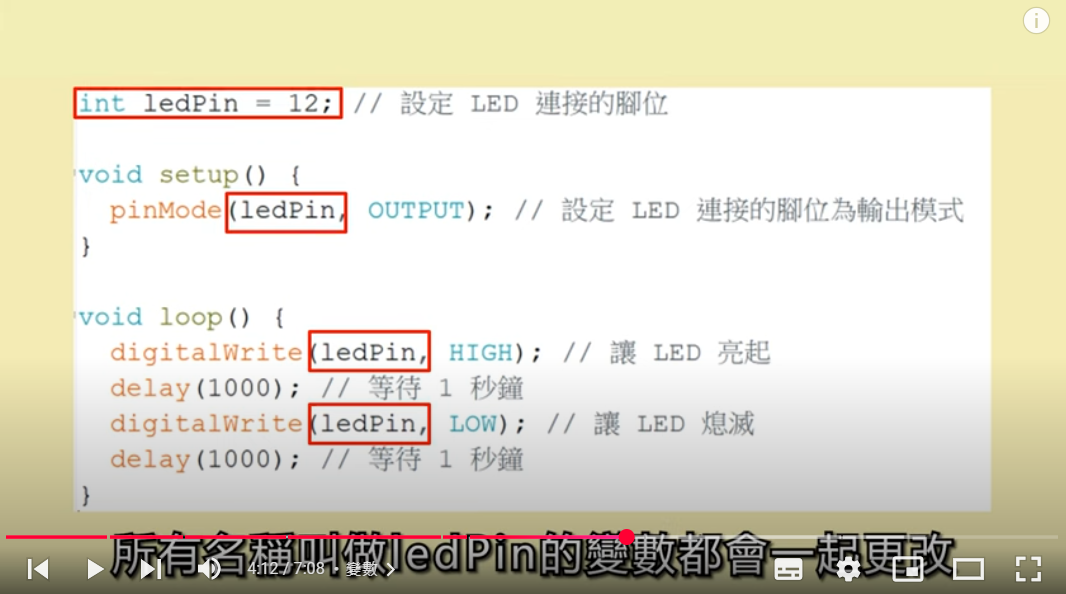 int ledPin = 12; // 設定 LED 連接的腳位
void setup() {
pinMode(ledPin, OUTPUT); // 設定 LED 連接的腳位為輸出模式
}
void loop() {
digitalWrite(ledPin, HIGH); // 讓 LED 亮起
delay(1000); // 等待 1 秒鐘
digitalWrite(ledPin, LOW); // 讓 LED 熄滅
delay(1000); // 等待 1 秒鐘
}
所有名稱叫做ledPin的變數都會一起更改
4:12 / 7:08 • 變數